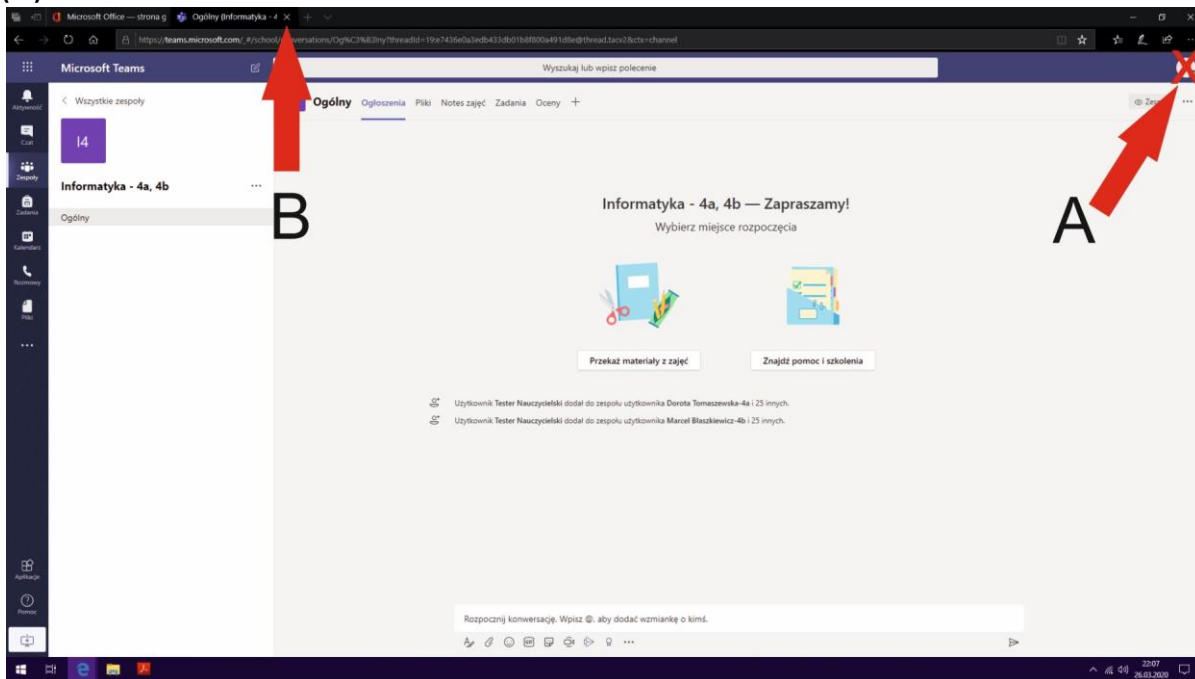 Microsoft Office — strona g
Ogólny (Informatyka - 4
Microsoft Teams
Wyszukaj lub wpisz polecenie
Aktywność
Czat
Zespoły
Zadania
Kalendarz
Rozmowy
Pliki
Aplikacje
Pomoc
Wszystkie zespoły
I4
Informatyka - 4a, 4b
Ogólny
Ogólny Ogłoszenia Pliki Notes zajęć Zadania Oceny +
B
A
Informatyka - 4a, 4b — Zapraszamy!
Wybierz miejsce rozpoczęcia
Przekaż materiały z zajęć
Znajdź pomoc i szkolenia
Użytkownik Tester Nauczycielski dodał do zespołu użytkownika Dorota Tomaszewska-4a i 25 innych.
Użytkownik Tester Nauczycielski dodał do zespołu użytkownika Marcel Błaszkiewicz-4b i 25 innych.
Rozpocznij konwersację. Wpisz @. aby dodać wzmiankę o kimś.
GIF
22:07
26.03.2020